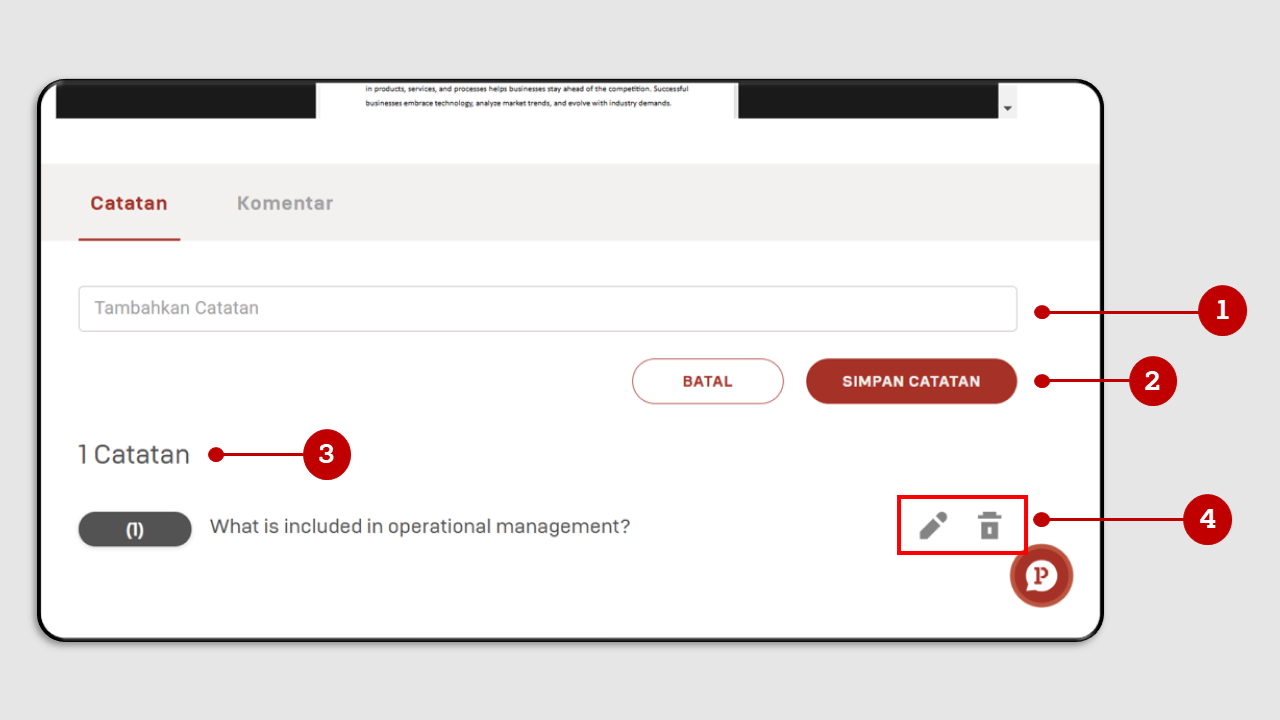 in products, services, and processes helps businesses stay ahead of the competition. Successful
businesses embrace technology, analyze market trends, and evolve with industry demands.
Catatan Komentar
Tambahkan Catatan
1
BATAL SIMPAN CATATAN
2
1 Catatan
3
(1) What is included in operational management?
4
P